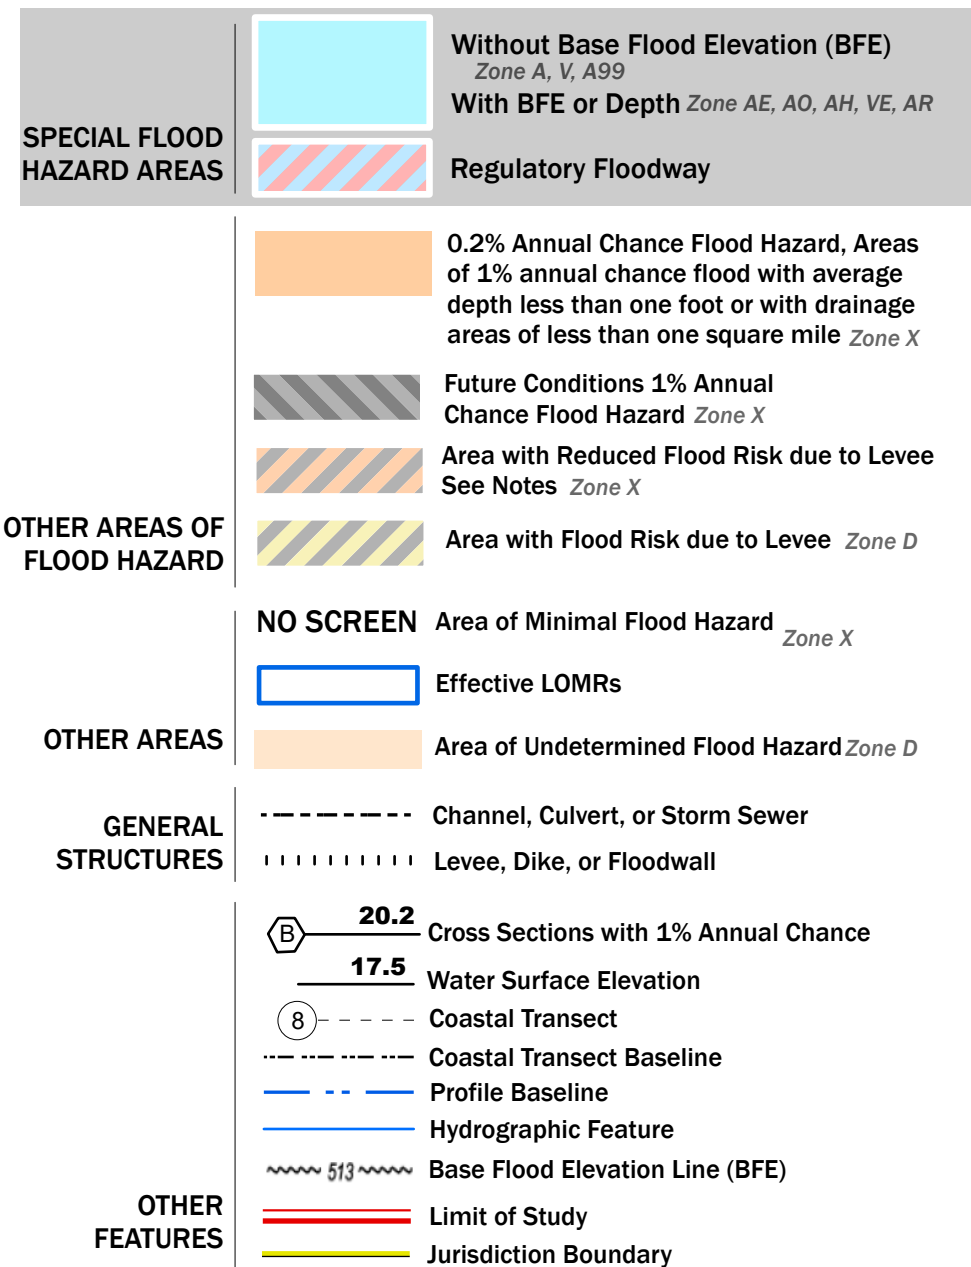 SPECIAL FLOOD
HAZARD AREAS
Without Base Flood Elevation (BFE)
Zone A, V, A99
With BFE or Depth Zone AE, AO, AH, VE, AR
Regulatory Floodway
OTHER AREAS OF
FLOOD HAZARD
0.2% Annual Chance Flood Hazard, Areas
of 1% annual chance flood with average
depth less than one foot or with drainage
areas of less than one square mile Zone X
Future Conditions 1% Annual
Chance Flood Hazard Zone X
Area with Reduced Flood Risk due to Levee
See Notes Zone X
Area with Flood Risk due to Levee Zone D
OTHER AREAS
NO SCREEN Area of Minimal Flood Hazard Zone X
Effective LOMRs
Area of Undetermined Flood Hazard Zone D
GENERAL
STRUCTURES
Channel, Culvert, or Storm Sewer
Levee, Dike, or Floodwall
OTHER
FEATURES
B 20.2 Cross Sections with 1% Annual Chance
17.5 Water Surface Elevation
8 Coastal Transect
Coastal Transect Baseline
Profile Baseline
Hydrographic Feature
513 Base Flood Elevation Line (BFE)
Limit of Study
Jurisdiction Boundary